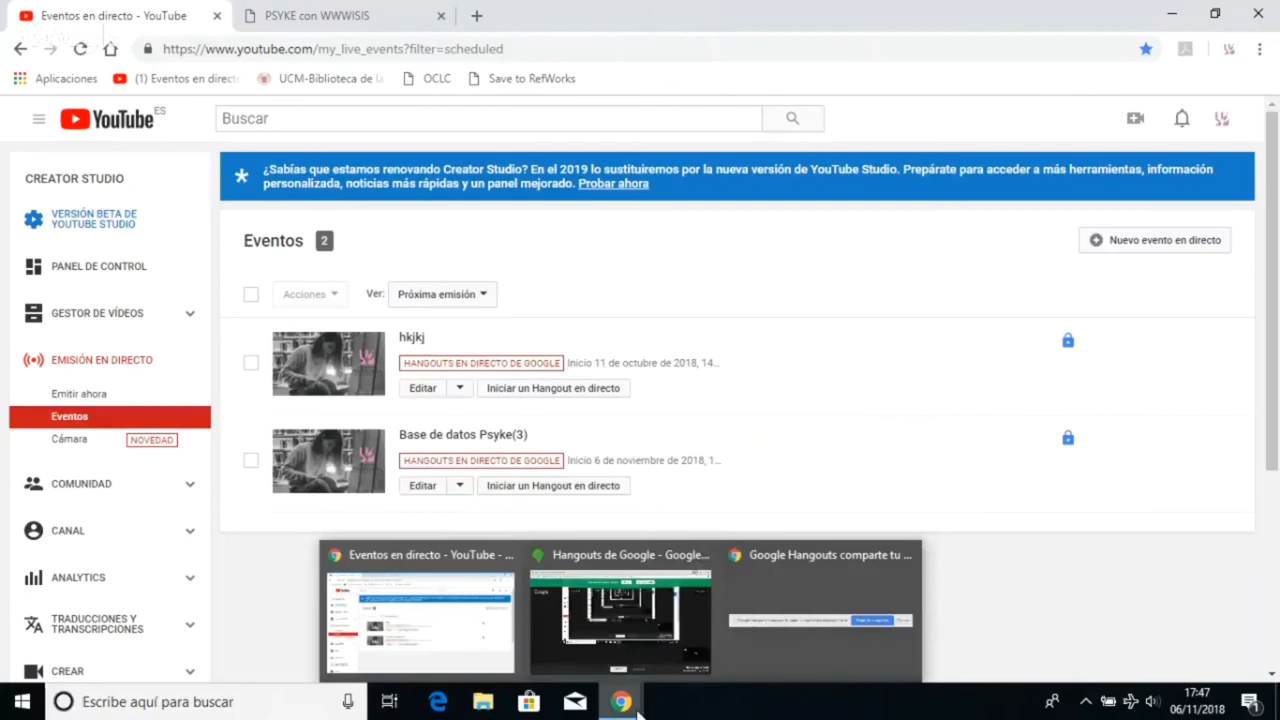 Eventos en directo - YouTube
PSYKE con WWWISIS
https://www.youtube.com/my_live_events?filter=scheduled
Aplicaciones
(1) Eventos en direct
UCM-Biblioteca de la
OCLC
Save to RefWorks
YouTube ES
Buscar
CREATOR STUDIO
VERSIÓN BETA DE
YOUTUBE STUDIO
PANEL DE CONTROL
GESTOR DE VÍDEOS
EMISIÓN EN DIRECTO
Emitir ahora
Eventos
Cámara
NOVEDAD
COMUNIDAD
CANAL
ANALYTICS
TRADUCCIONES Y
TRANSCRIPCIONES
CREAR
¿Sabías que estamos renovando Creator Studio? En el 2019 lo sustituiremos por la nueva versión de YouTube Studio. Prepárate para acceder a más herramientas, información
personalizada, noticias más rápidas y un panel mejorado. Probar ahora
Eventos 2
Nuevo evento en directo
Acciones
Ver:
Próxima emisión
hkjkj
HANGOUTS EN DIRECTO DE GOOGLE Inicio 11 de octubre de 2018, 14...
Editar
Iniciar un Hangout en directo
Base de datos Psyke(3)
HANGOUTS EN DIRECTO DE GOOGLE Inicio 6 de noviembre de 2018, 1...
Editar
Iniciar un Hangout en directo
Eventos en directo - YouTube - ...
Hangouts de Google - Google...
Google Hangouts comparte tu ...
Escribe aquí para buscar
17:47
06/11/2018
1